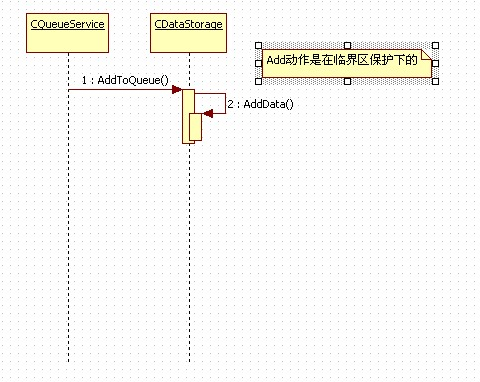 CQueueService
CDataStorage
Add动作是在临界区保护下的
1 : AddToQueue()
2 : AddData()